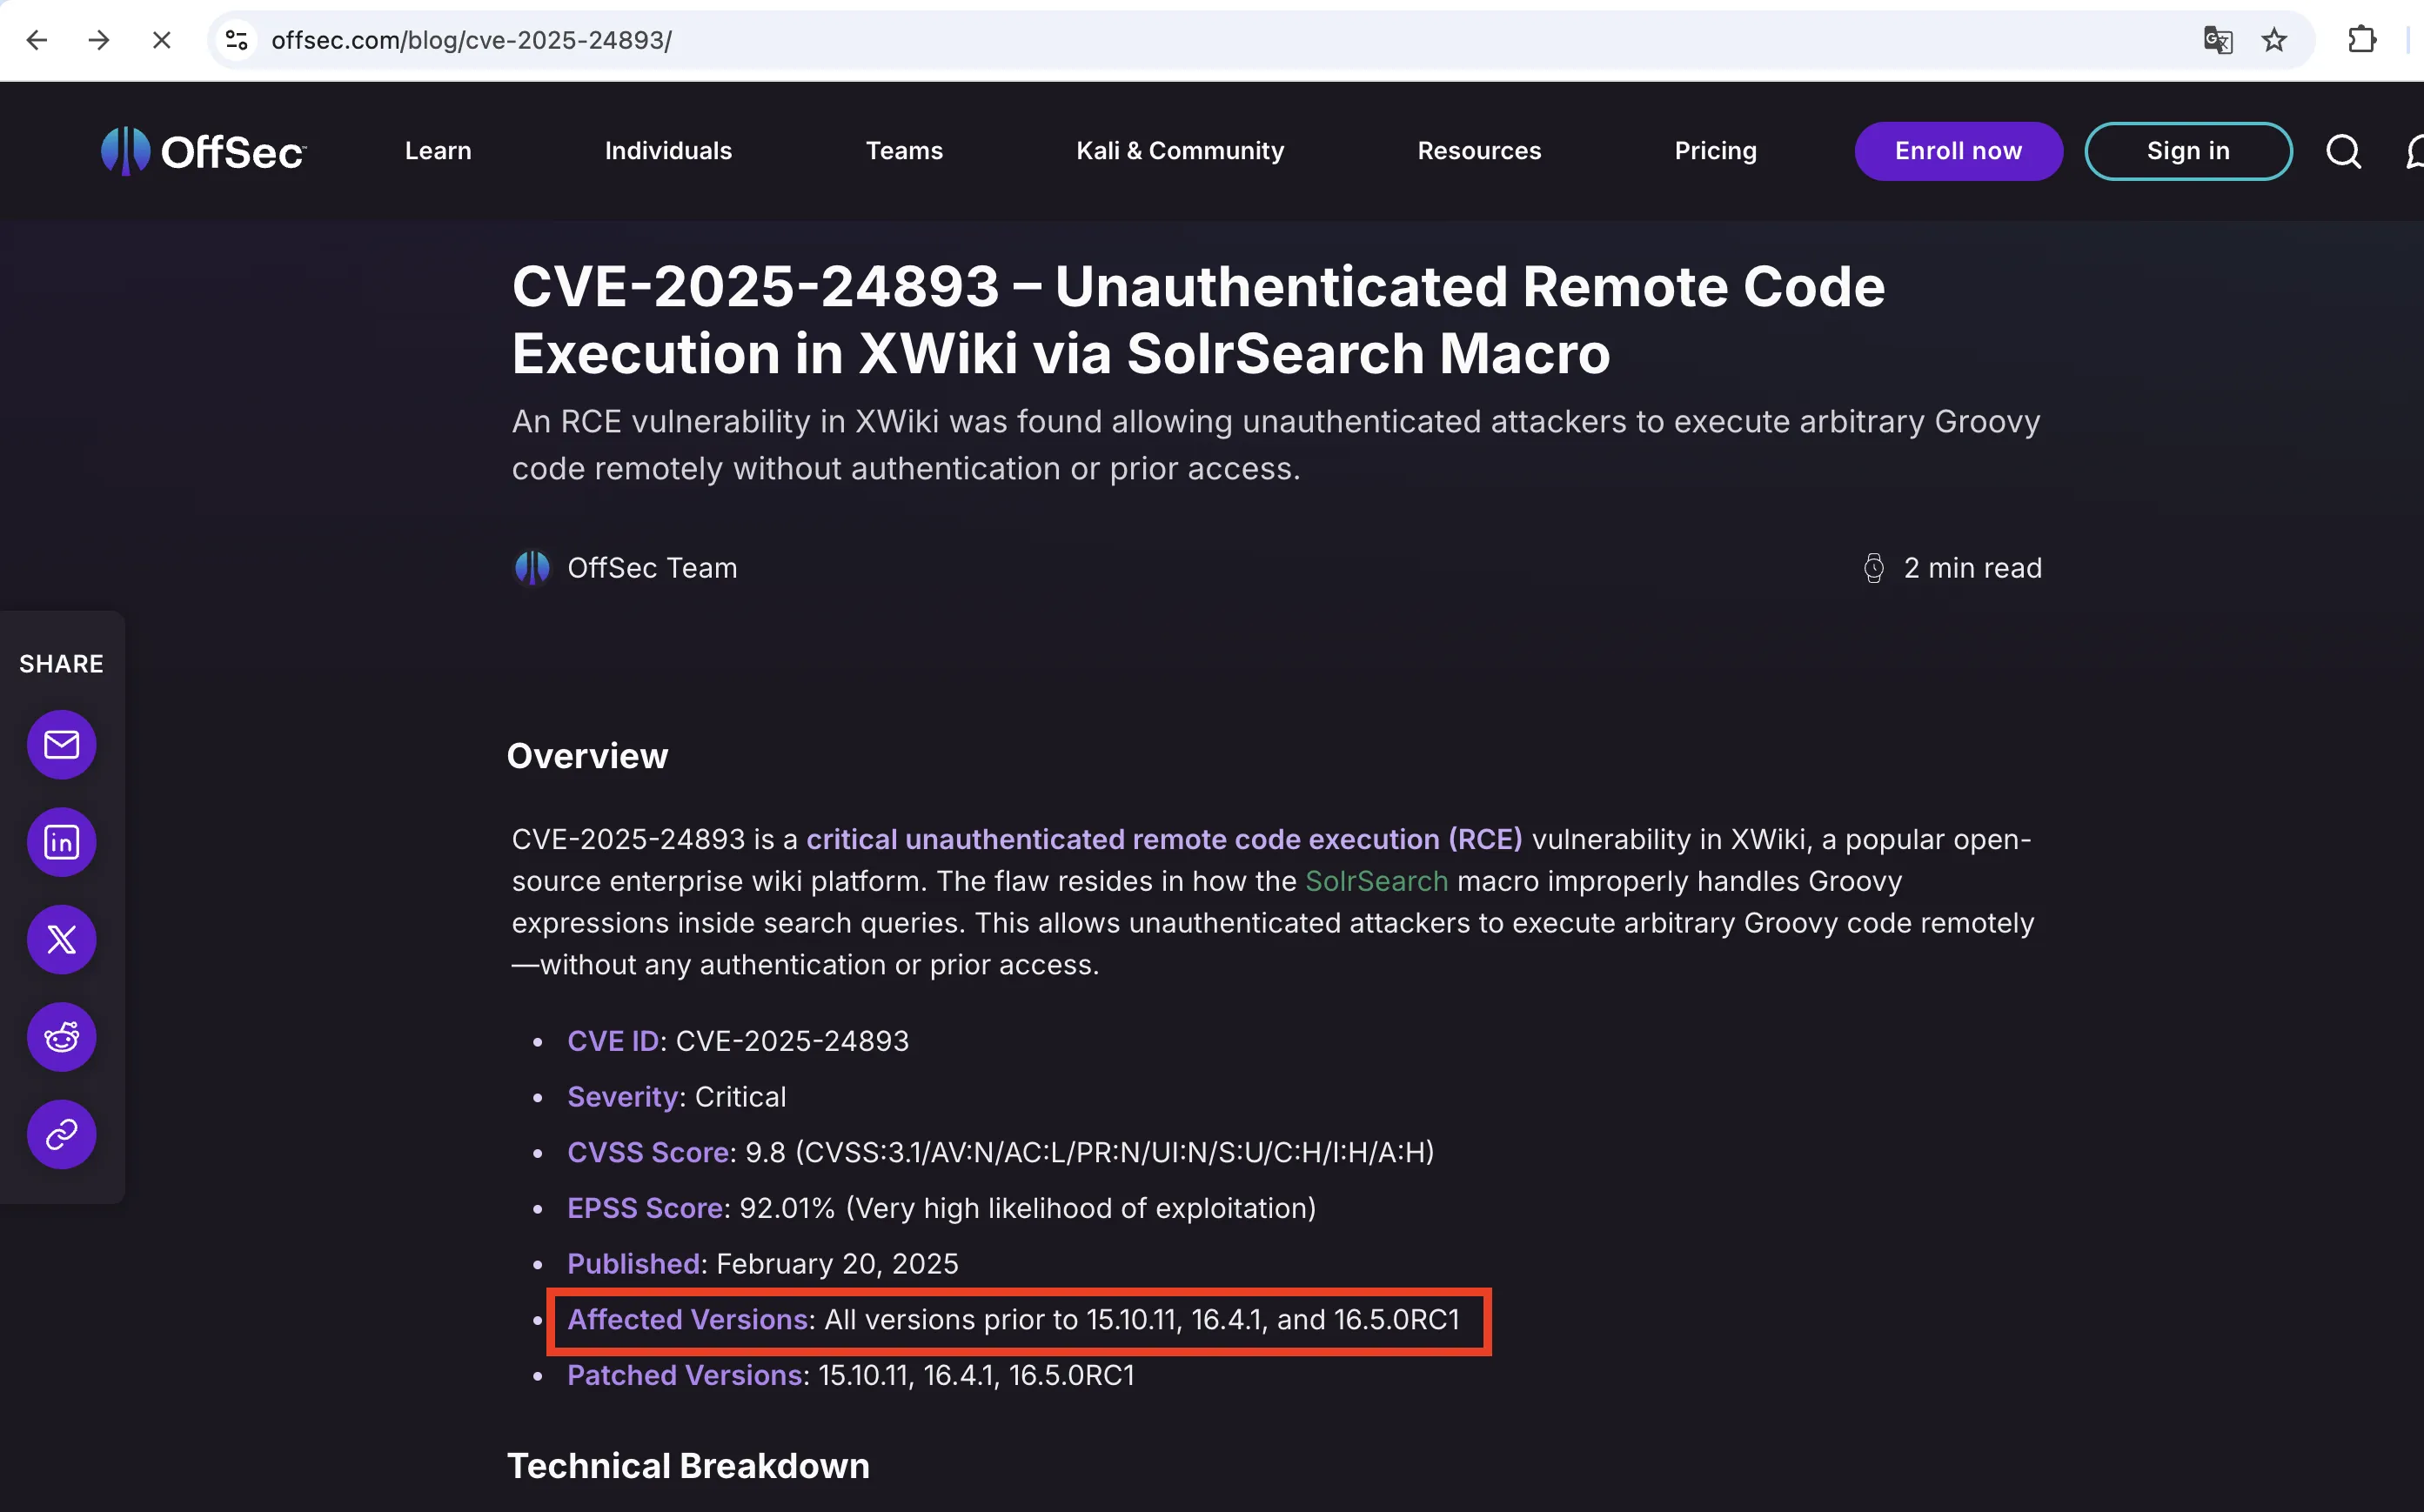 offsec.com/blog/cve-2025-24893/
OffSec
Learn
Individuals
Teams
Kali & Community
Resources
Pricing
Enroll now
Sign in
CVE-2025-24893 – Unauthenticated Remote Code
Execution in XWiki via SolrSearch Macro
An RCE vulnerability in XWiki was found allowing unauthenticated attackers to execute arbitrary Groovy
code remotely without authentication or prior access.
OffSec Team
2 min read
SHARE
Overview
CVE-2025-24893 is a critical unauthenticated remote code execution (RCE) vulnerability in XWiki, a popular open-
source enterprise wiki platform. The flaw resides in how the SolrSearch macro improperly handles Groovy
expressions inside search queries. This allows unauthenticated attackers to execute arbitrary Groovy code remotely
—without any authentication or prior access.
• CVE ID: CVE-2025-24893
• Severity: Critical
• CVSS Score: 9.8 (CVSS:3.1/AV:N/AC:L/PR:N/UI:N/S:U/C:H/I:H/A:H)
• EPSS Score: 92.01% (Very high likelihood of exploitation)
• Published: February 20, 2025
• Affected Versions: All versions prior to 15.10.11, 16.4.1, and 16.5.0RC1
• Patched Versions: 15.10.11, 16.4.1, 16.5.0RC1
Technical Breakdown